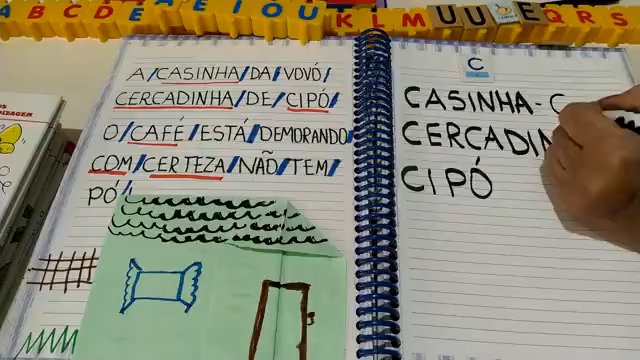 A E I O U K L M U U E Q R S
A/CASINHA/DA/VOVÓ/
CERCADINHA/DE/CIPÓ/
O/CAFÉ/ESTÁ/DEMORANDO/
COM/CERTEZA/NÃO/TEM/
PÓ/
C
CASINHA- C
CERCADIN
CIPÓ